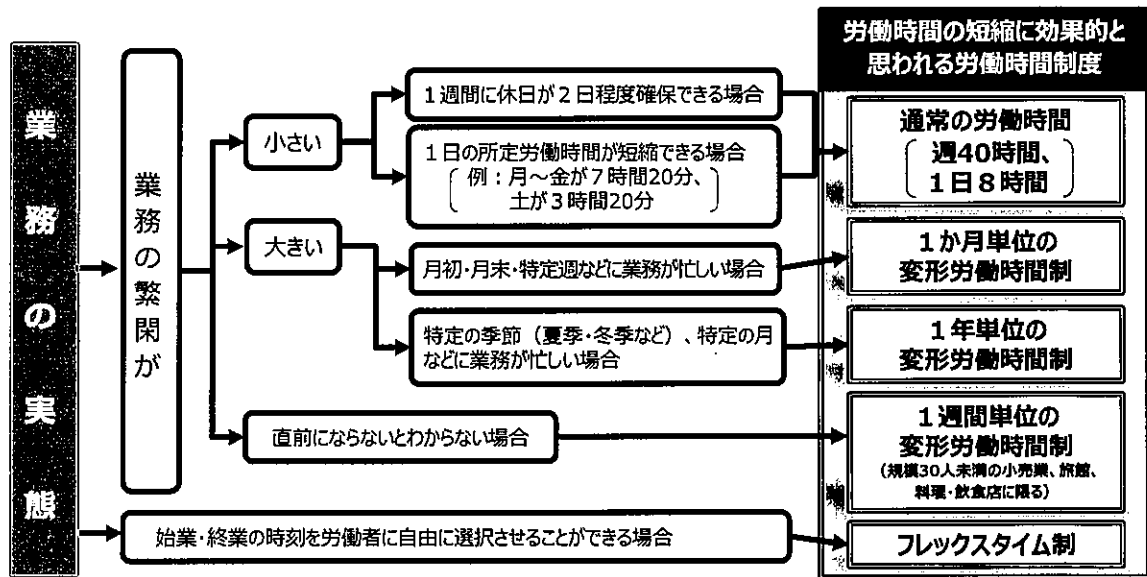 労働時間の短縮に効果的と
思われる労働時間制度
業務の実態
業務の繁閑が
小さい
1週間に休日が2日程度確保できる場合
1日の所定労働時間が短縮できる場合
例:月~金が7時間20分、
土が3時間20分
通常の労働時間
週40時間、
1日8時間
大きい
月初・月末・特定週などに業務が忙しい場合
1か月単位の
変形労働時間制
特定の季節(夏季・冬季など)、特定の月
などに業務が忙しい場合
1年単位の
変形労働時間制
直前にならないとわからない場合
1週間単位の
変形労働時間制
(規模30人未満の小売業、旅館、
料理・飲食店に限る)
始業・終業の時刻を労働者に自由に選択させることができる場合
フレックスタイム制